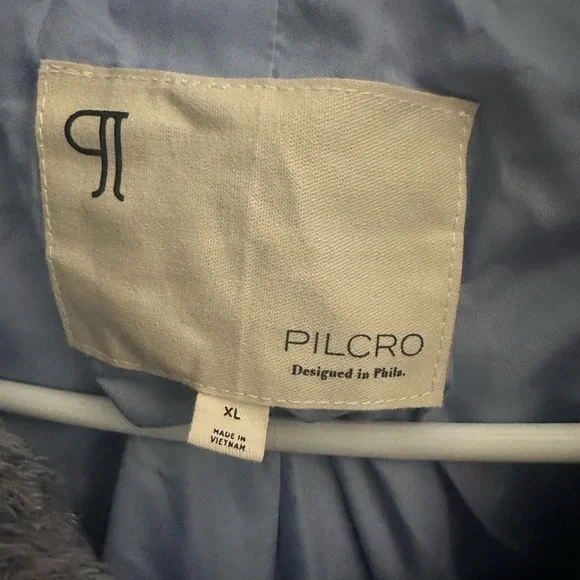 ¶
PILCRO
Designed in Phila.
XL
MADE IN
VIETNAM